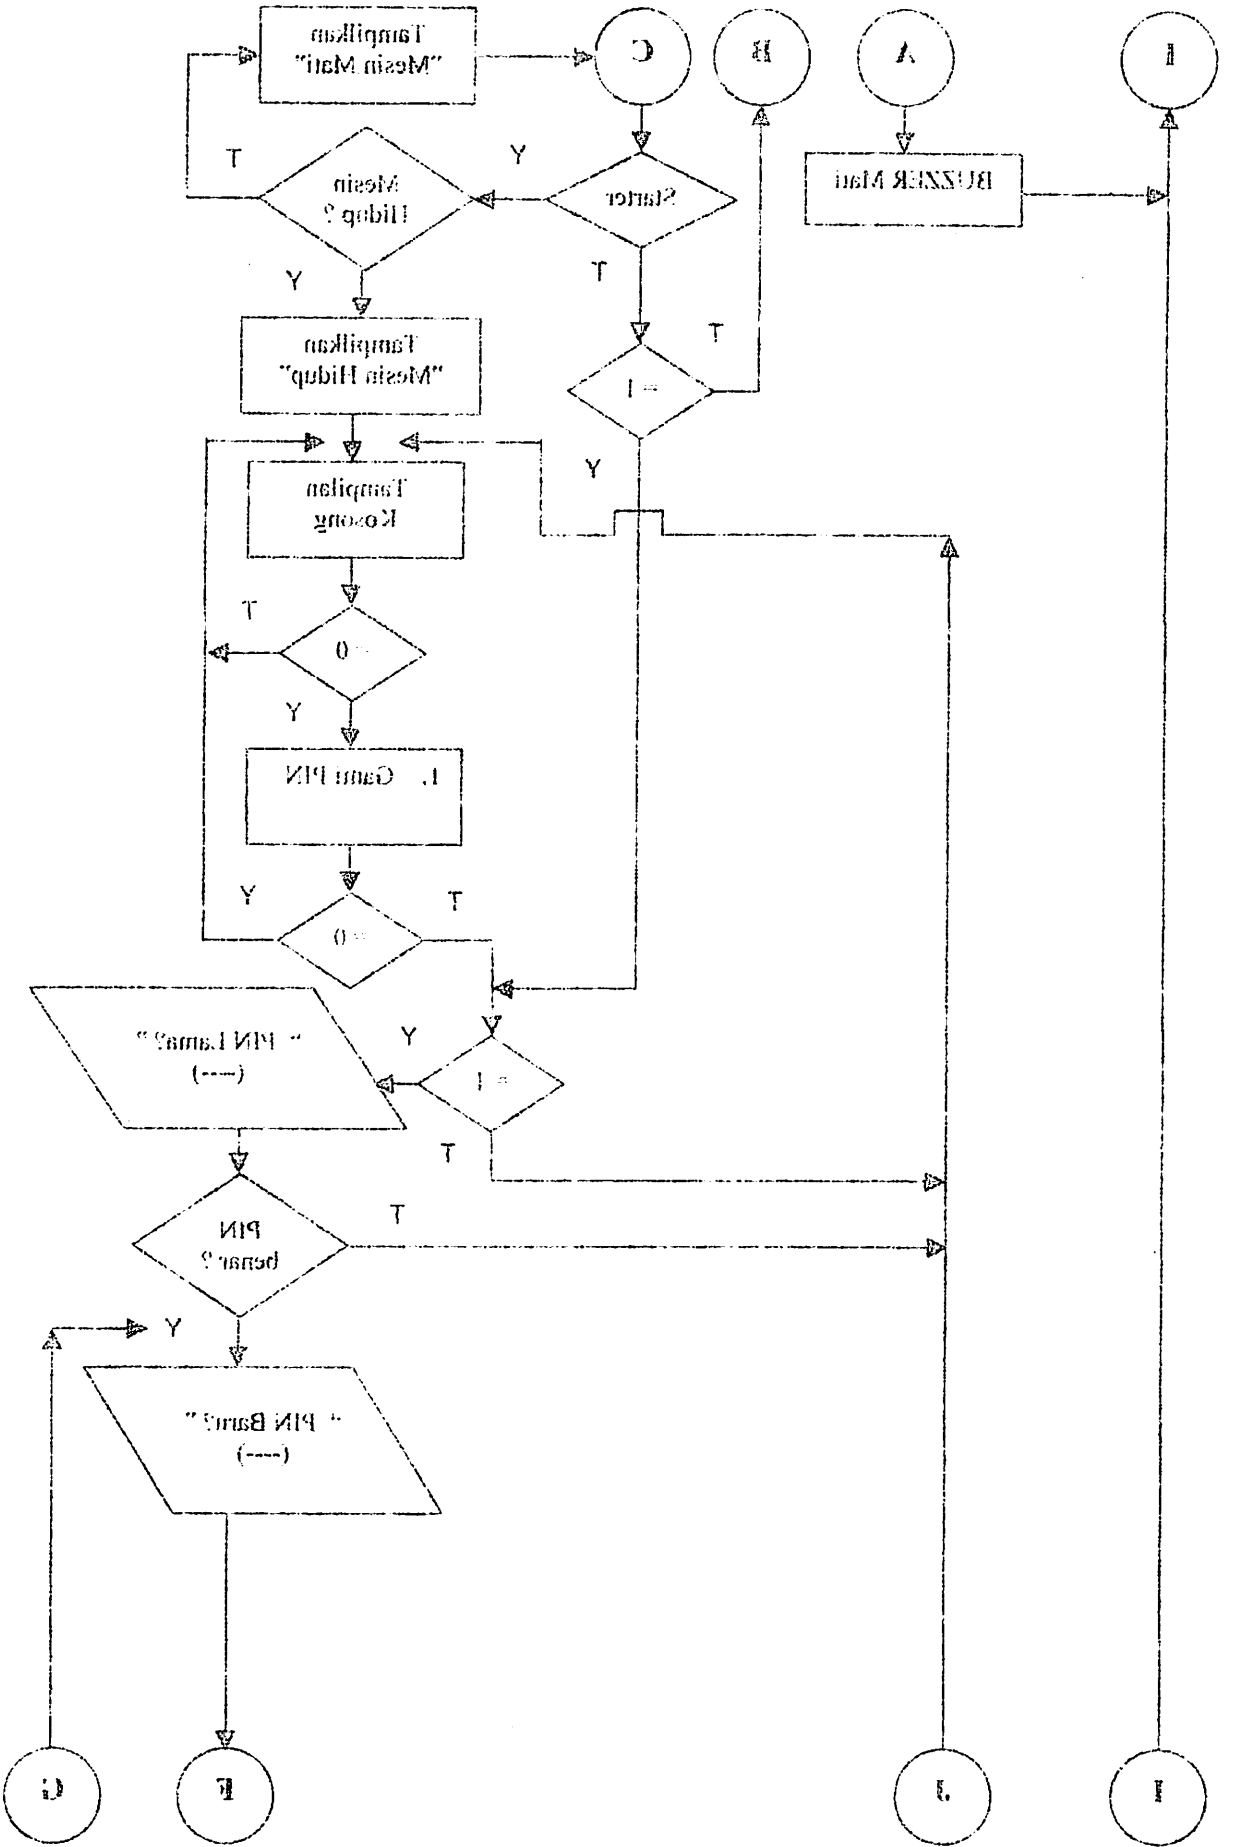 I
A
B
C
Tampilkan
"Mesin Mati"
BUZZER Mati
Starter
Y
Mesin
Hidup ?
T
T
Y
T
= 1
Tampilkan
"Mesin Hidup"
Y
Tampilan
Kosong
T
= 0
Y
1. Ganti PIN
T
Y
= 0
Y
= 1
T
" PIN Lama? "
(----)
T
PIN
benar ?
Y
" PIN Baru? "
(----)
I
J
F
G